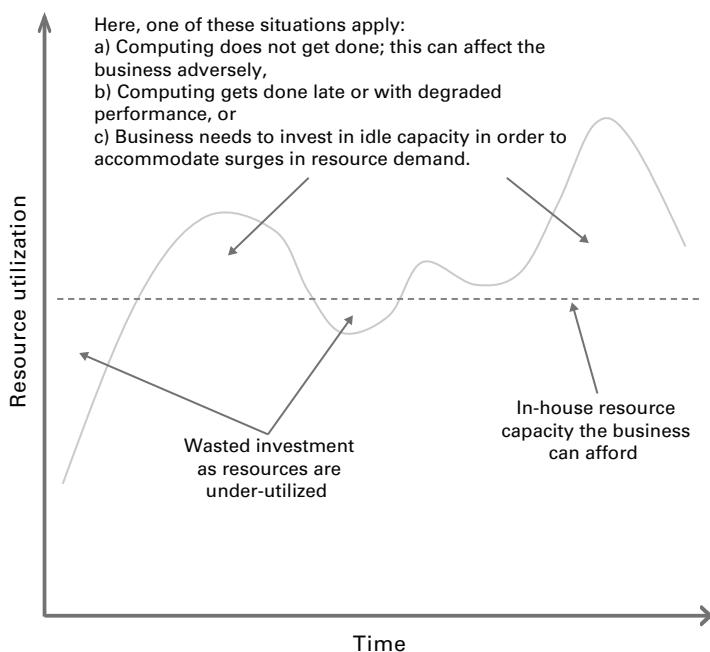 Here, one of these situations apply:
a) Computing does not get done; this can affect the
business adversely,
b) Computing gets done late or with degraded
performance, or
c) Business needs to invest in idle capacity in order to
accommodate surges in resource demand.
Resource utilization
Wasted investment
as resources are
under-utilized
In-house resource
capacity the business
can afford
Time